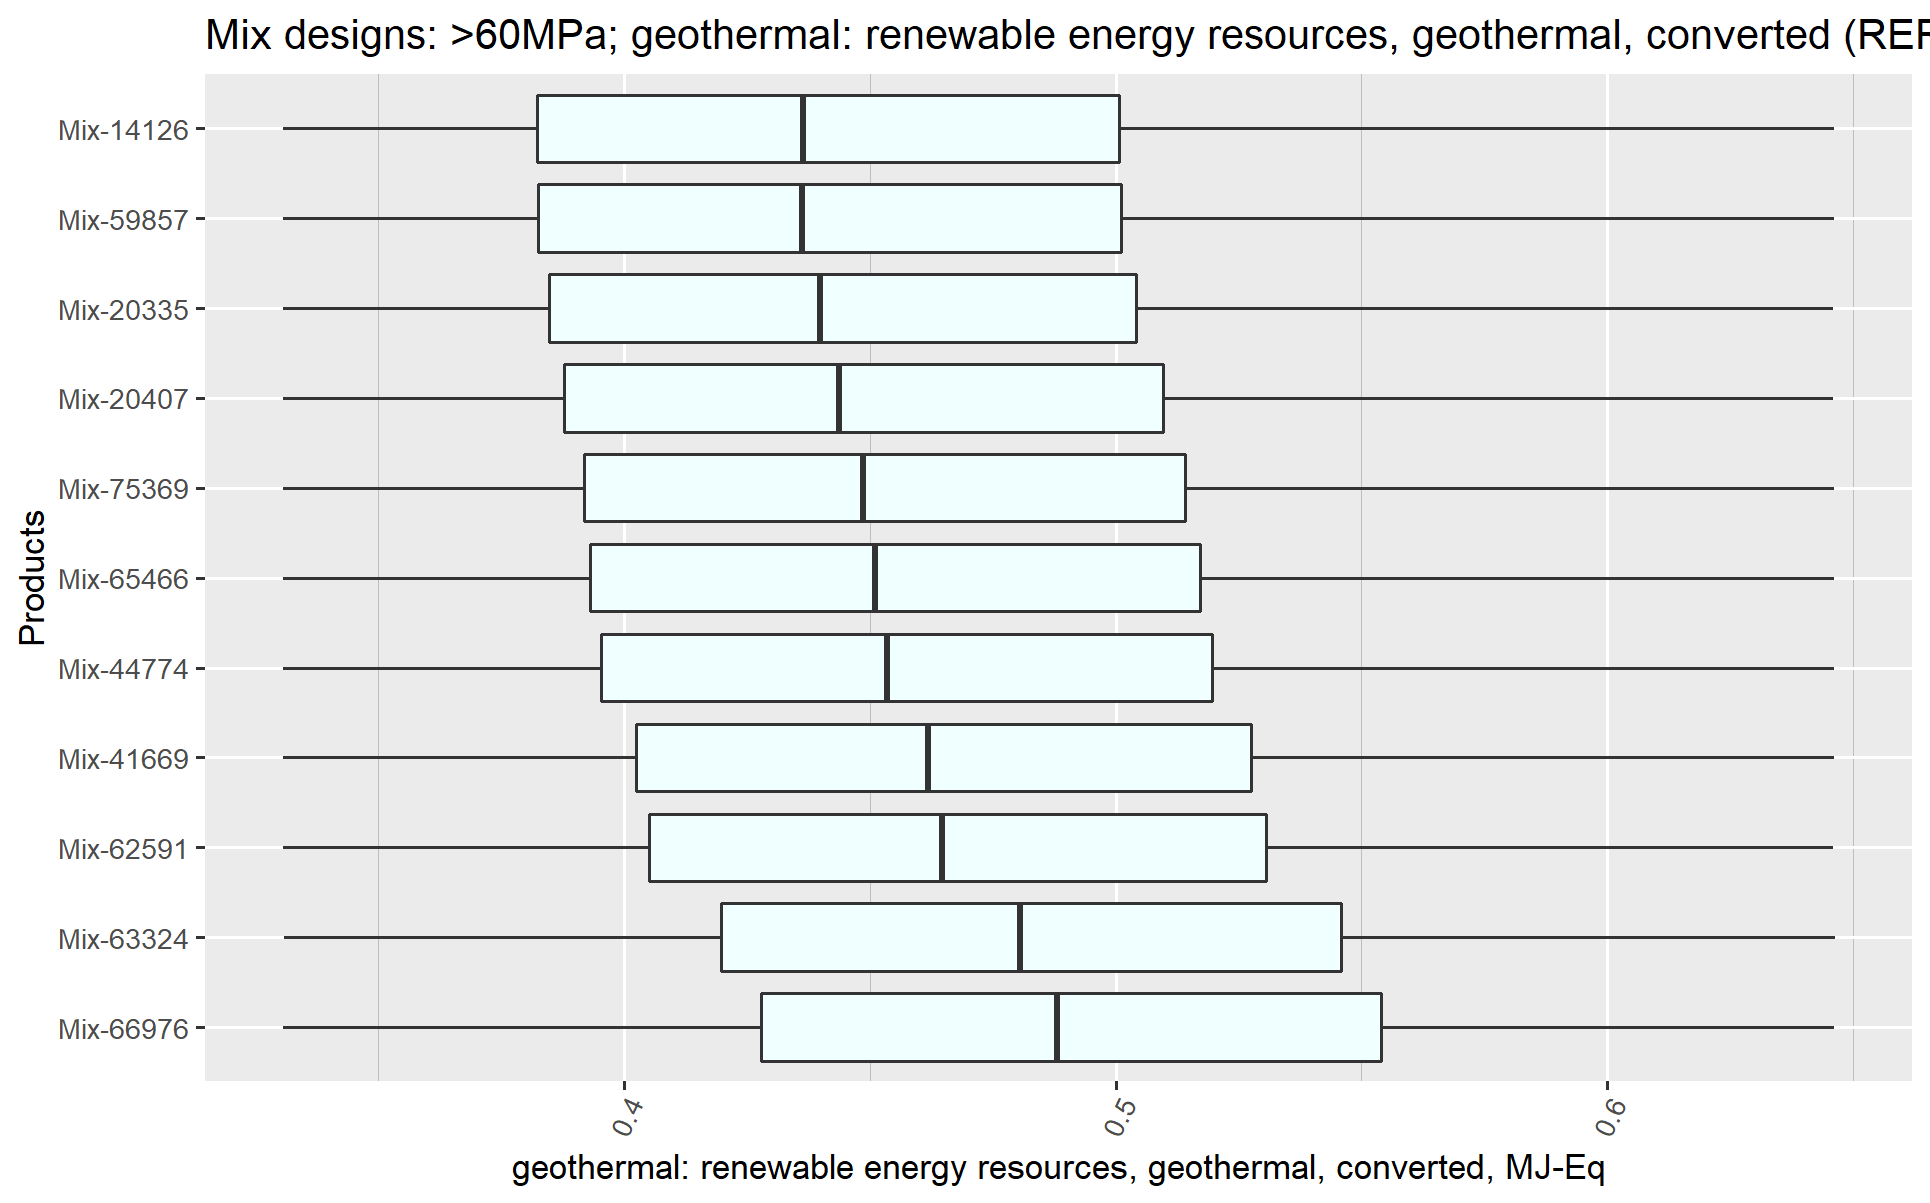 Mix designs: >60MPa; geothermal: renewable energy resources, geothermal, converted (RER
Mix-14126
Mix-59857
Mix-20335
Mix-20407
Mix-75369
Mix-65466
Mix-44774
Mix-41669
Mix-62591
Mix-63324
Mix-66976
Products
0.4
0.5
0.6
geothermal: renewable energy resources, geothermal, converted, MJ-Eq